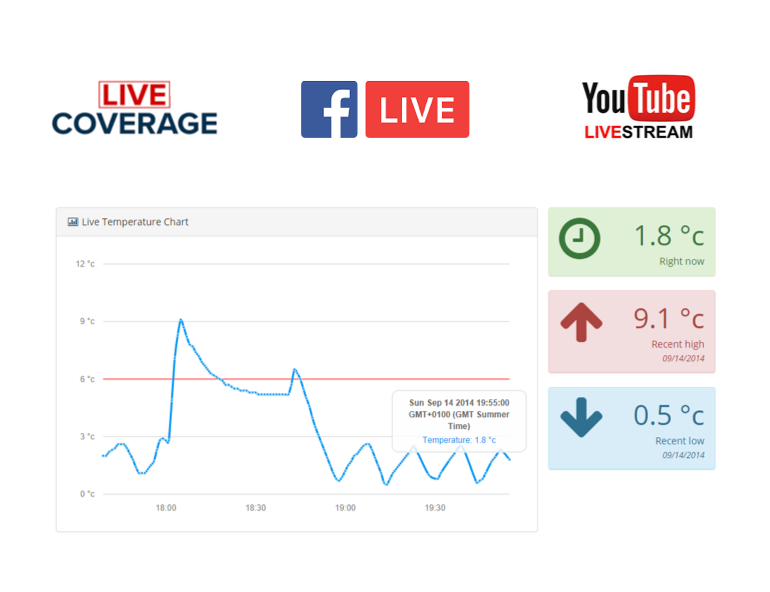 LIVE
COVERAGE
f LIVE
YouTube
LIVESTREAM
Live Temperature Chart
12 °c
9 °c
6 °c
3 °c
0 °c
18:00 18:30 19:00 19:30
Sun Sep 14 2014 19:55:00
GMT+0100 (GMT Summer
Time)
Temperature: 1.8 °c
1.8 °c
Right now
9.1 °c
Recent high
09/14/2014
0.5 °c
Recent low
09/14/2014